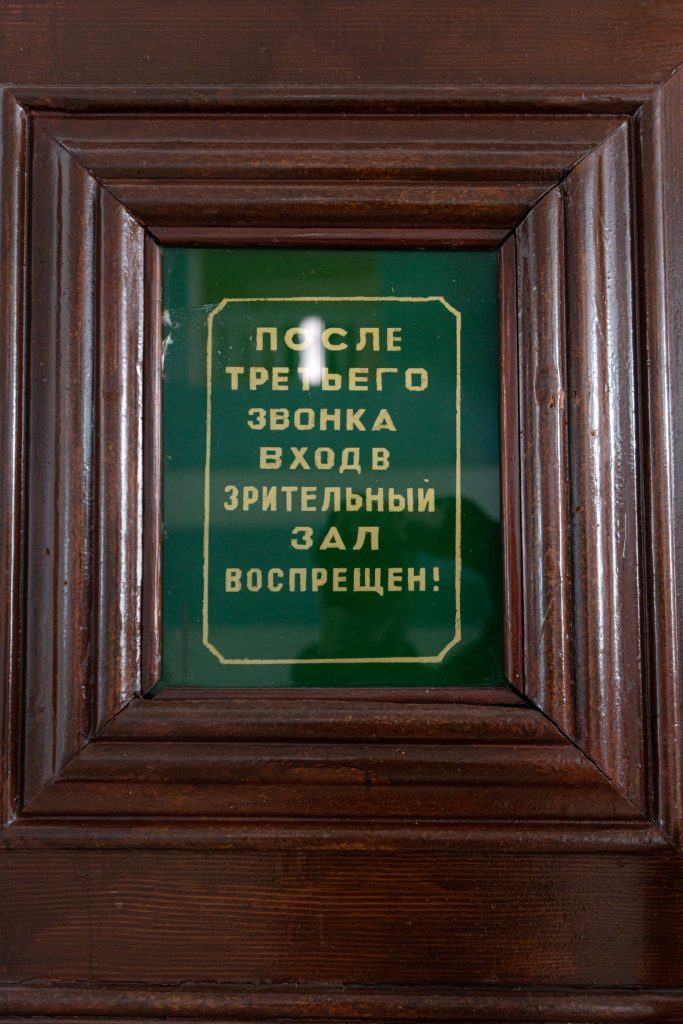 ПОСЛЕ
ТРЕТЬЕГО
ЗВОНКА
ВХОД В
ЗРИТЕЛЬНЫЙ
ЗАЛ
ВОСПРЕЩЕН!